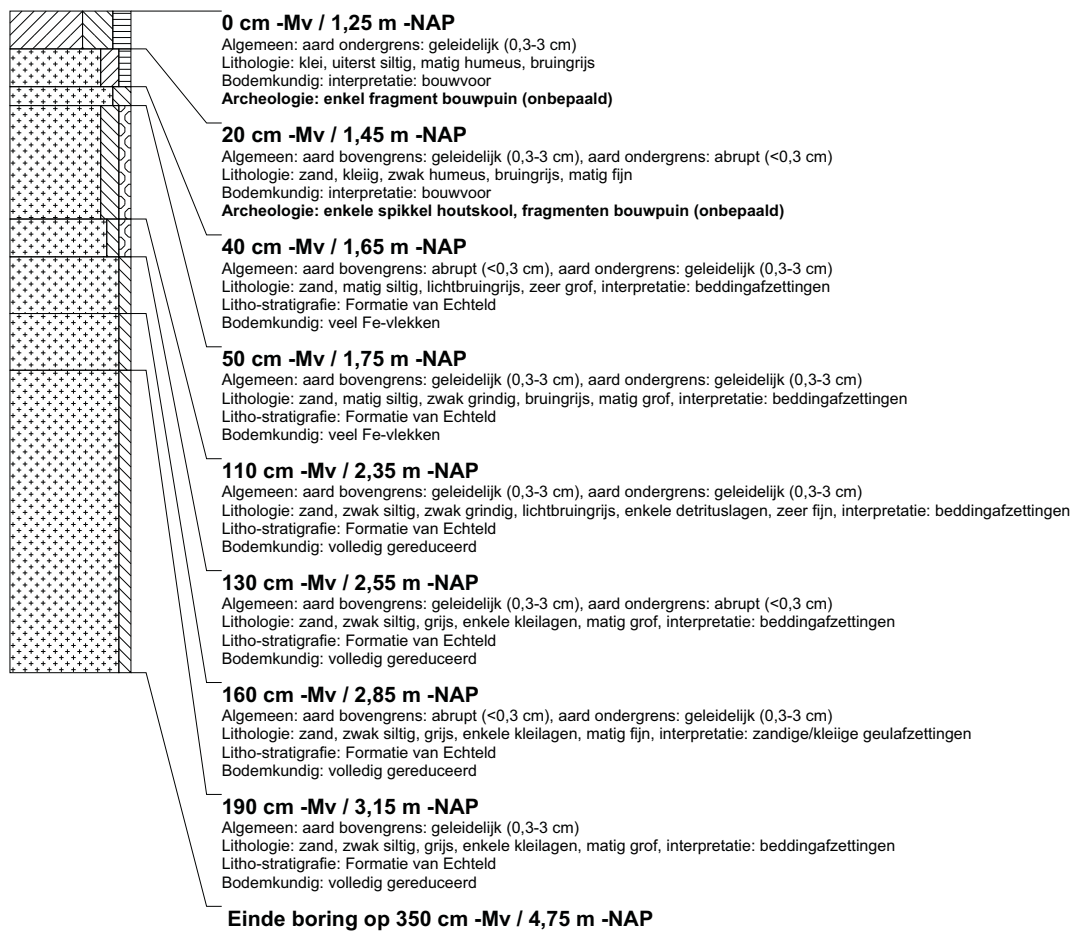 0 cm -Mv / 1,25 m -NAP
Algemeen: aard ondergrens: geleidelijk (0,3-3 cm)
Lithologie: klei, uiterst siltig, matig humeus, bruingrijs
Bodemkundig: interpretatie: bouwvoor
Archeologie: enkel fragment bouwpuin (onbepaald)
20 cm -Mv / 1,45 m -NAP
Algemeen: aard bovengrens: geleidelijk (0,3-3 cm), aard ondergrens: abrupt (<0,3 cm)
Lithologie: zand, kleiig, zwak humeus, bruingrijs, matig fijn
Bodemkundig: interpretatie: bouwvoor
Archeologie: enkele spikkel houtskool, fragmenten bouwpuin (onbepaald)
40 cm -Mv / 1,65 m -NAP
Algemeen: aard bovengrens: abrupt (<0,3 cm), aard ondergrens: geleidelijk (0,3-3 cm)
Lithologie: zand, matig siltig, lichtbruingrijs, zeer grof, interpretatie: beddingafzettingen
Litho-stratigrafie: Formatie van Echteld
Bodemkundig: veel Fe-vlekken
50 cm -Mv / 1,75 m -NAP
Algemeen: aard bovengrens: geleidelijk (0,3-3 cm), aard ondergrens: geleidelijk (0,3-3 cm)
Lithologie: zand, matig siltig, zwak grindig, bruingrijs, matig grof, interpretatie: beddingafzettingen
Litho-stratigrafie: Formatie van Echteld
Bodemkundig: veel Fe-vlekken
110 cm -Mv / 2,35 m -NAP
Algemeen: aard bovengrens: geleidelijk (0,3-3 cm), aard ondergrens: geleidelijk (0,3-3 cm)
Lithologie: zand, zwak siltig, zwak grindig, lichtbruingrijs, enkele detrituslagen, zeer fijn, interpretatie: beddingafzettingen
Litho-stratigrafie: Formatie van Echteld
Bodemkundig: volledig gereduceerd
130 cm -Mv / 2,55 m -NAP
Algemeen: aard bovengrens: geleidelijk (0,3-3 cm), aard ondergrens: abrupt (<0,3 cm)
Lithologie: zand, zwak siltig, grijs, enkele kleilagen, matig grof, interpretatie: beddingafzettingen
Litho-stratigrafie: Formatie van Echteld
Bodemkundig: volledig gereduceerd
160 cm -Mv / 2,85 m -NAP
Algemeen: aard bovengrens: abrupt (<0,3 cm), aard ondergrens: geleidelijk (0,3-3 cm)
Lithologie: zand, zwak siltig, grijs, enkele kleilagen, matig fijn, interpretatie: zandige/kleiige geulafzettingen
Litho-stratigrafie: Formatie van Echteld
Bodemkundig: volledig gereduceerd
190 cm -Mv / 3,15 m -NAP
Algemeen: aard bovengrens: geleidelijk (0,3-3 cm)
Lithologie: zand, zwak siltig, grijs, enkele kleilagen, matig grof, interpretatie: beddingafzettingen
Litho-stratigrafie: Formatie van Echteld
Bodemkundig: volledig gereduceerd
Einde boring op 350 cm -Mv / 4,75 m -NAP